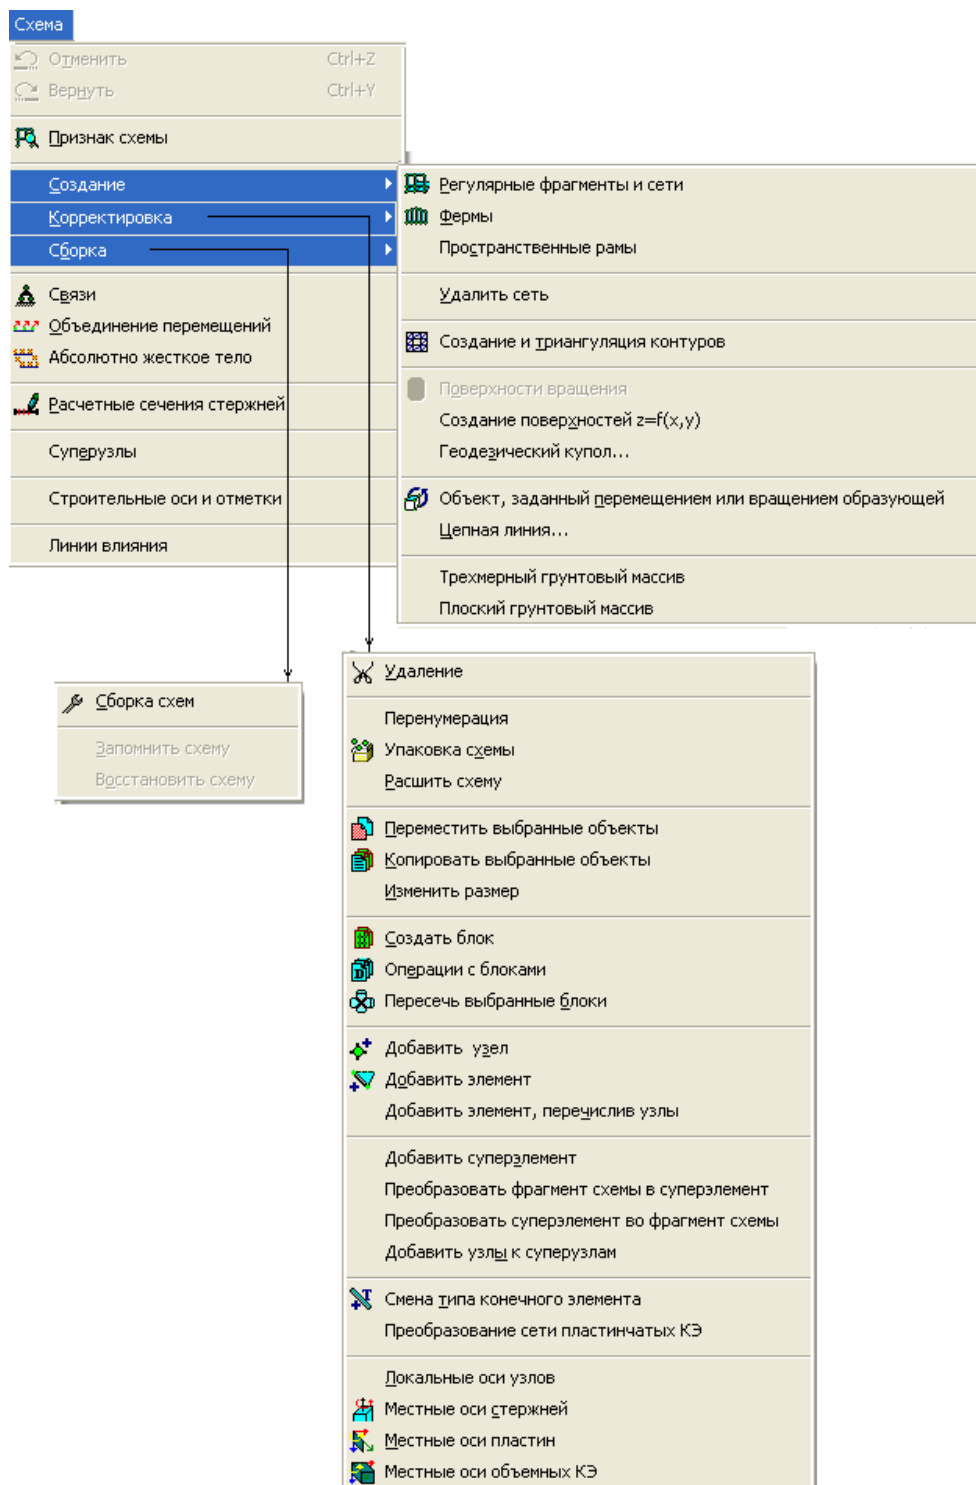 Схема
Отменить Ctrl+Z
Вернуть Ctrl+Y
Признак схемы
Создание
Корректировка
Сборка
Связи
Объединение перемещений
Абсолютно жесткое тело
Расчетные сечения стержней
Суперузлы
Строительные оси и отметки
Линии влияния
Регулярные фрагменты и сети
Фермы
Пространственные рамы
Удалить сеть
Создание и триангуляция контуров
Поверхности вращения
Создание поверхностей z=f(x,y)
Геодезический купол...
Объект, заданный перемещением или вращением образующей
Цепная линия...
Трехмерный грунтовый массив
Плоский грунтовый массив
Сборка схем
Запомнить схему
Восстановить схему
Удаление
Перенумерация
Упаковка схемы
Расшить схему
Переместить выбранные объекты
Копировать выбранные объекты
Изменить размер
Создать блок
Операции с блоками
Пересечь выбранные блоки
Добавить узел
Добавить элемент
Добавить элемент, перечислив узлы
Добавить суперэлемент
Преобразовать фрагмент схемы в суперэлемент
Преобразовать суперэлемент во фрагмент схемы
Добавить узлы к суперузлам
Смена типа конечного элемента
Преобразование сети пластинчатых КЭ
Локальные оси узлов
Местные оси стержней
Местные оси пластин
Местные оси объемных КЭ